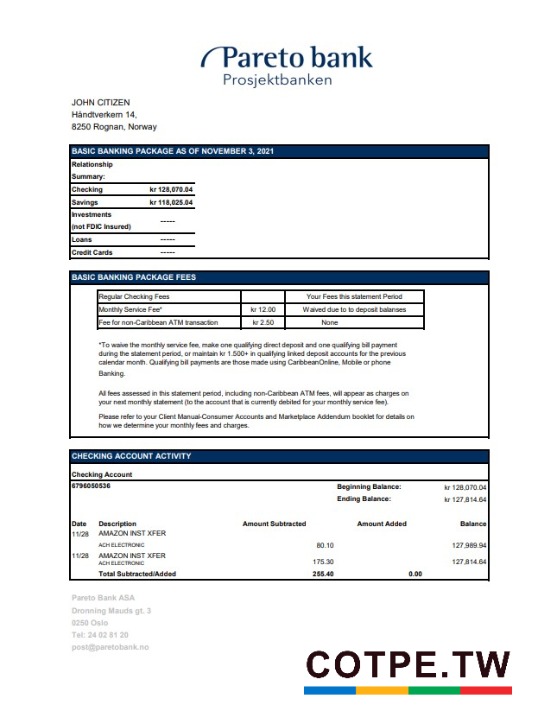 Pareto bank
Prosjektbanken
JOHN CITIZEN
Håndtverkern 14,
8250 Rognan, Norway
BASIC BANKING PACKAGE AS OF NOVEMBER 3, 2021
Relationship
Summary:
Checking kr 128,070.04
Savings kr 118,025.04
Investments
(not FDIC Insured) -----
Loans -----
Credit Cards -----
BASIC BANKING PACKAGE FEES
Regular Checking Fees Your Fees this statement Period
Monthly Service Fee* kr 12.00 Waived due to to deposit balanses
Fee for non-Caribbean ATM transaction kr 2.50 None
*To waive the monthly service fee, make one qualifying direct deposit and one qualifying bill payment
during the statement period, or maintain kr 1.500+ in qualifying linked deposit accounts for the previous
calendar month. Qualifying bill payments are those made using CaribbeanOnline, Mobile or phone
Banking.
All fees assessed in this statement period, including non-Caribbean ATM fees, will appear as charges on
your next monthly statement (to the account that is currently debited for your monthly service fee).
Please refer to your Client Manual-Consumer Accounts and Marketplace Addendum booklet for details on
how we determine your monthly fees and charges.
CHECKING ACCOUNT ACTIVITY
Checking Account
6796050536 Beginning Balance: kr 128,070.04
Ending Balance: kr 127,814.64
Date Description Amount Subtracted Amount Added Balance
11/28 AMAZON INST XFER
ACH ELECTRONIC 80.10 127,989.94
11/28 AMAZON INST XFER
ACH ELECTRONIC 175.30 127,814.64
Total Subtracted/Added 255.40 0.00
Pareto Bank ASA
Dronning Mauds gt. 3
0250 Oslo
Tel: 24 02 81 20
post@paretobank.no
COTPE.TW